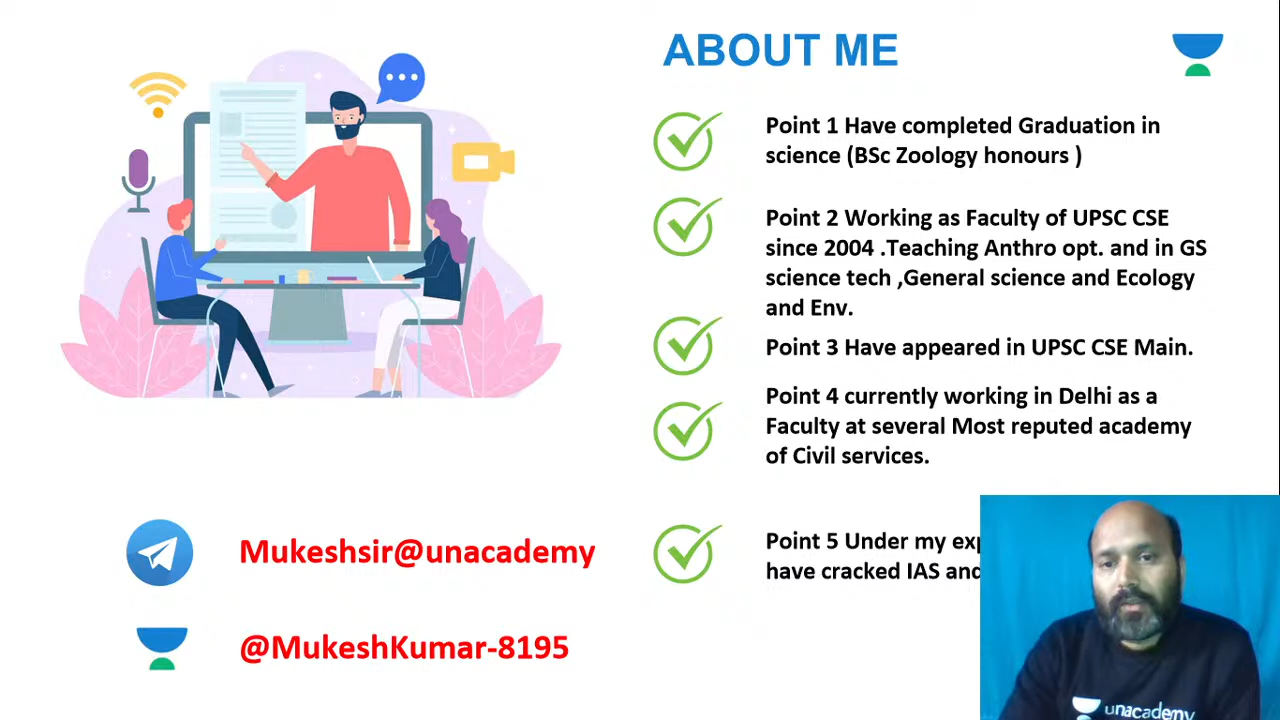 ABOUT ME
Point 1 Have completed Graduation in
science (BSc Zoology honours )
Point 2 Working as Faculty of UPSC CSE
since 2004 .Teaching Anthro opt. and in GS
science tech ,General science and Ecology
and Env.
Point 3 Have appeared in UPSC CSE Main.
Point 4 currently working in Delhi as a
Faculty at several Most reputed academy
of Civil services.
Point 5 Under my
have cracked IAS and
Mukeshsir@unacademy
@MukeshKumar-8195
unacademy